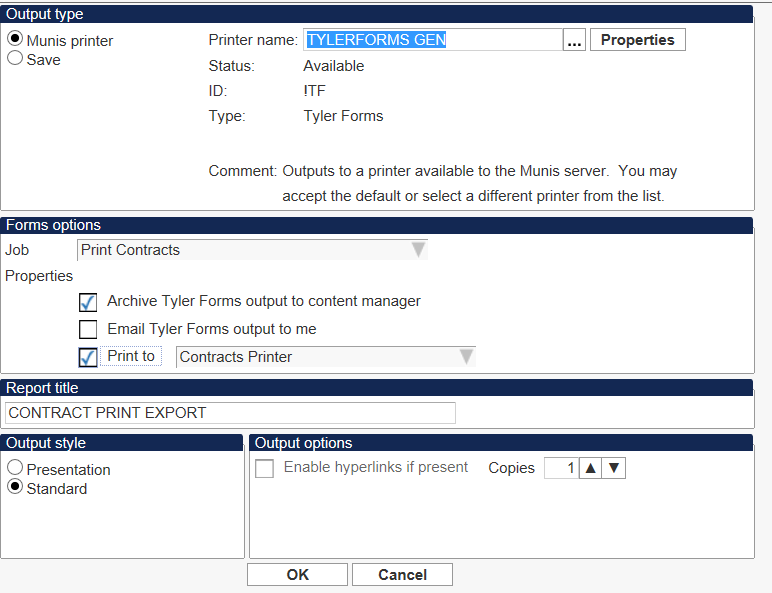 Output type
Munis printer
Save
Printer name: TYLERFORMS GEN ... Properties
Status: Available
ID: !TF
Type: Tyler Forms
Comment: Outputs to a printer available to the Munis server. You may
accept the default or select a different printer from the list.
Forms options
Job Print Contracts
Properties
Archive Tyler Forms output to content manager
Email Tyler Forms output to me
Print to Contracts Printer
Report title
CONTRACT PRINT EXPORT
Output style
Presentation
Standard
Output options
Enable hyperlinks if present Copies 1
OK Cancel